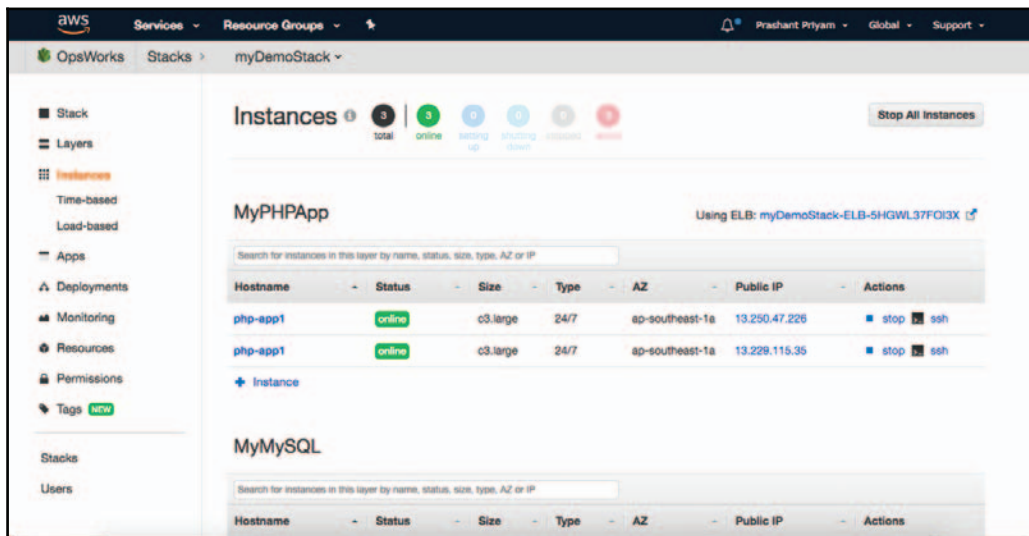 aws Services Resource Groups Prashant Priyam Global Support
OpsWorks Stacks > myDemoStack
Stack
Layers
Instances
Time-based
Load-based
Apps
Deployments
Monitoring
Resources
Permissions
Tags NEW
Stacks
Users
Instances 3 total 3 online 0 setting up 0 shutting down 0 stopped error
Stop All Instances
MyPHPApp
Using ELB: myDemoStack-ELB-5HGWL37FOI3X
Search for instances in this layer by name, status, size, type, AZ or IP
Hostname Status Size Type AZ Public IP Actions
php-app1 online c3.large 24/7 ap-southeast-1a 13.250.47.226 stop ssh
php-app1 online c3.large 24/7 ap-southeast-1a 13.229.115.35 stop ssh
+ Instance
MyMySQL
Search for instances in this layer by name, status, size, type, AZ or IP
Hostname Status Size Type AZ Public IP Actions